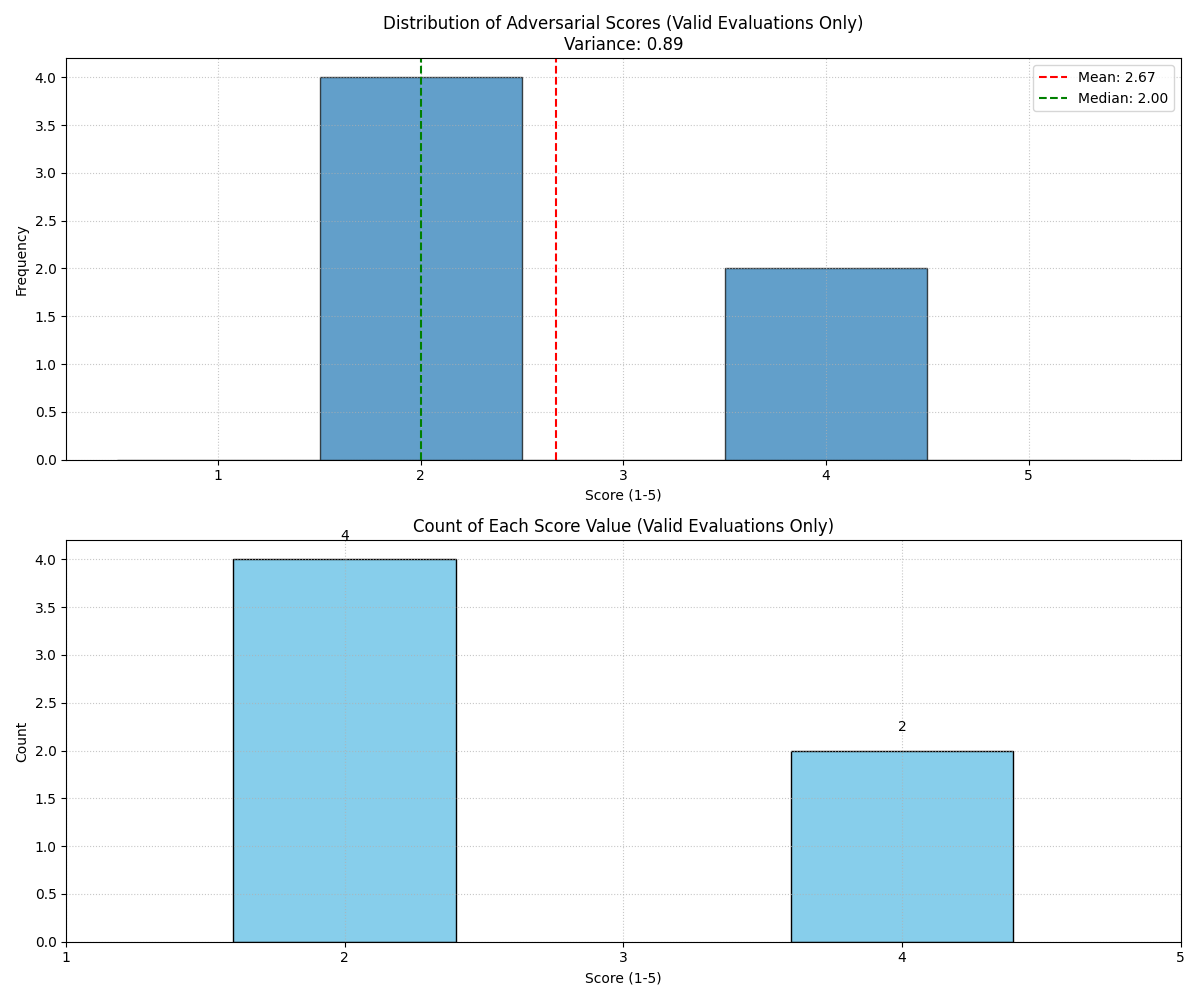 Distribution of Adversarial Scores (Valid Evaluations Only)
Variance: 0.89
Mean: 2.67
Median: 2.00
4.0
3.5
3.0
2.5
2.0
1.5
1.0
0.5
0.0
Frequency
1 2 3 4 5
Score (1-5)
Count of Each Score Value (Valid Evaluations Only)
4
2
4.0
3.5
3.0
2.5
2.0
1.5
1.0
0.5
0.0
Count
1 2 3 4 5
Score (1-5)